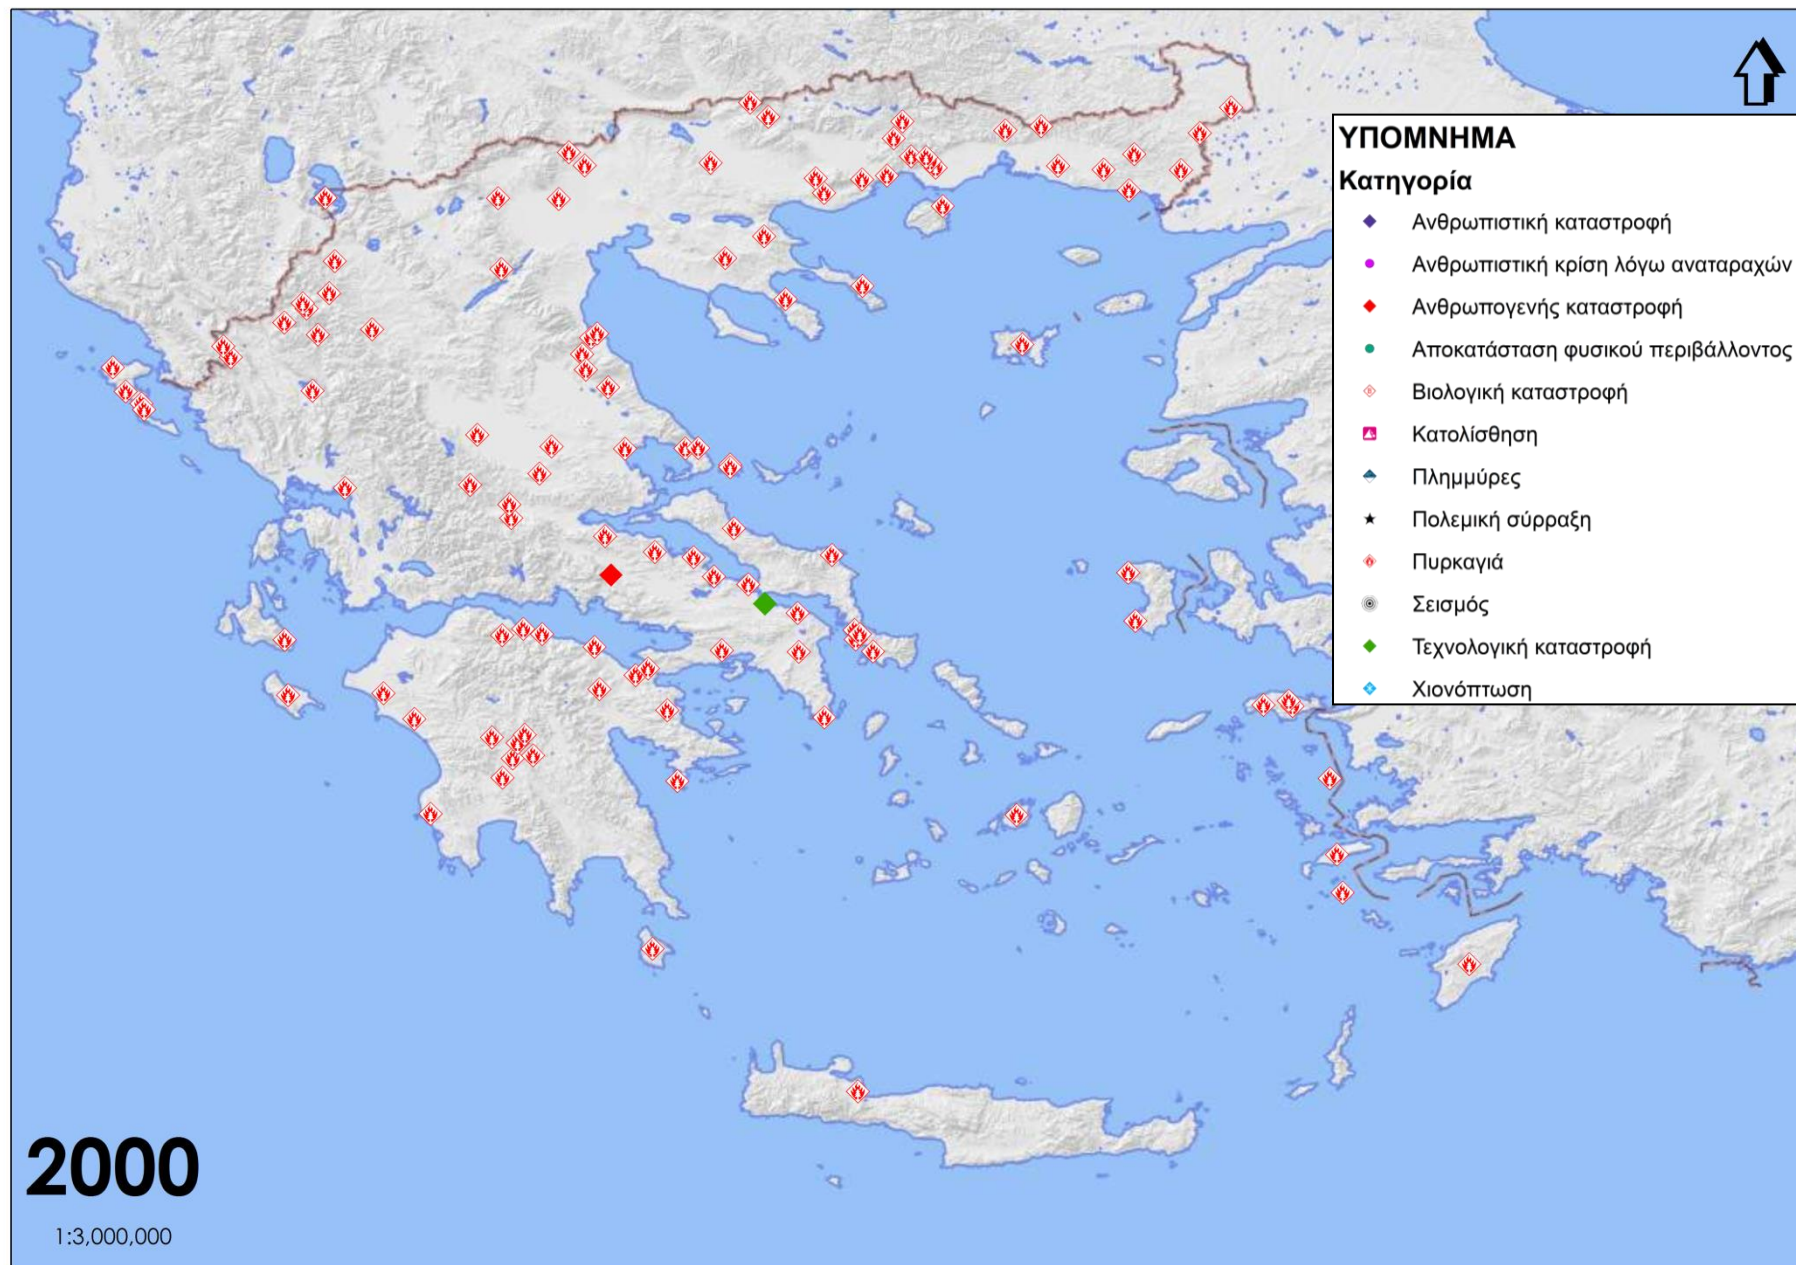 ΥΠΟΜΝΗΜΑ
Κατηγορία
Ανθρωπιστική καταστροφή
Ανθρωπιστική κρίση λόγω αναταραχών
Ανθρωπογενής καταστροφή
Αποκατάσταση φυσικού περιβάλλοντος
Βιολογική καταστροφή
Κατολίσθηση
Πλημμύρες
Πολεμική σύρραξη
Πυρκαγιά
Σεισμός
Τεχνολογική καταστροφή
Χιονόπτωση
2000
1:3,000,000